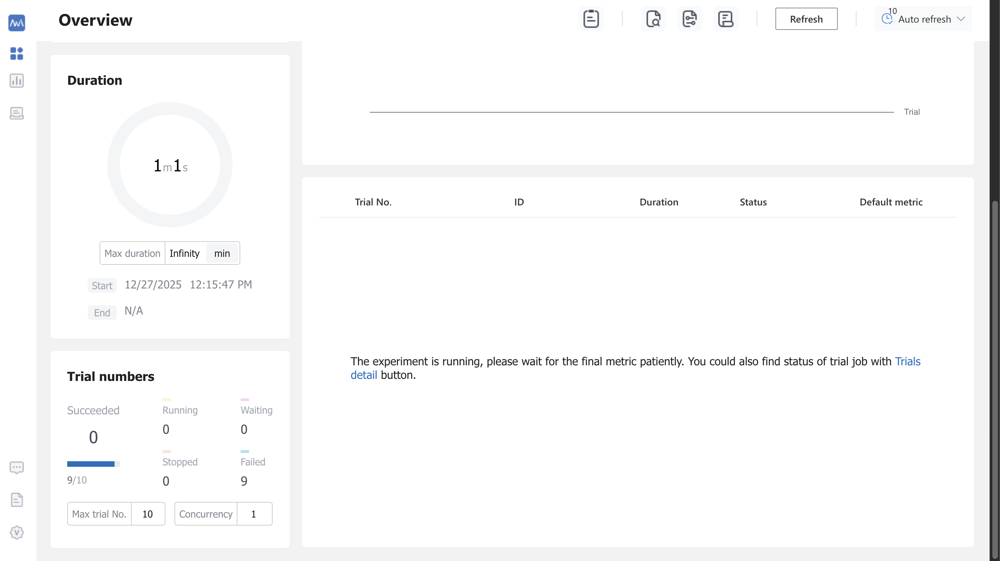 Overview
10
Refresh
Auto refresh
Duration
1m1s
Max duration Infinity min
Start 12/27/2025 12:15:47 PM
End N/A
Trial numbers
Succeeded
0
9/10
Running
0
Waiting
0
Stopped
0
Failed
9
Max trial No. 10
Concurrency 1
Trial
Trial No. ID Duration Status Default metric
The experiment is running, please wait for the final metric patiently. You could also find status of trial job with Trials
detail button.
V